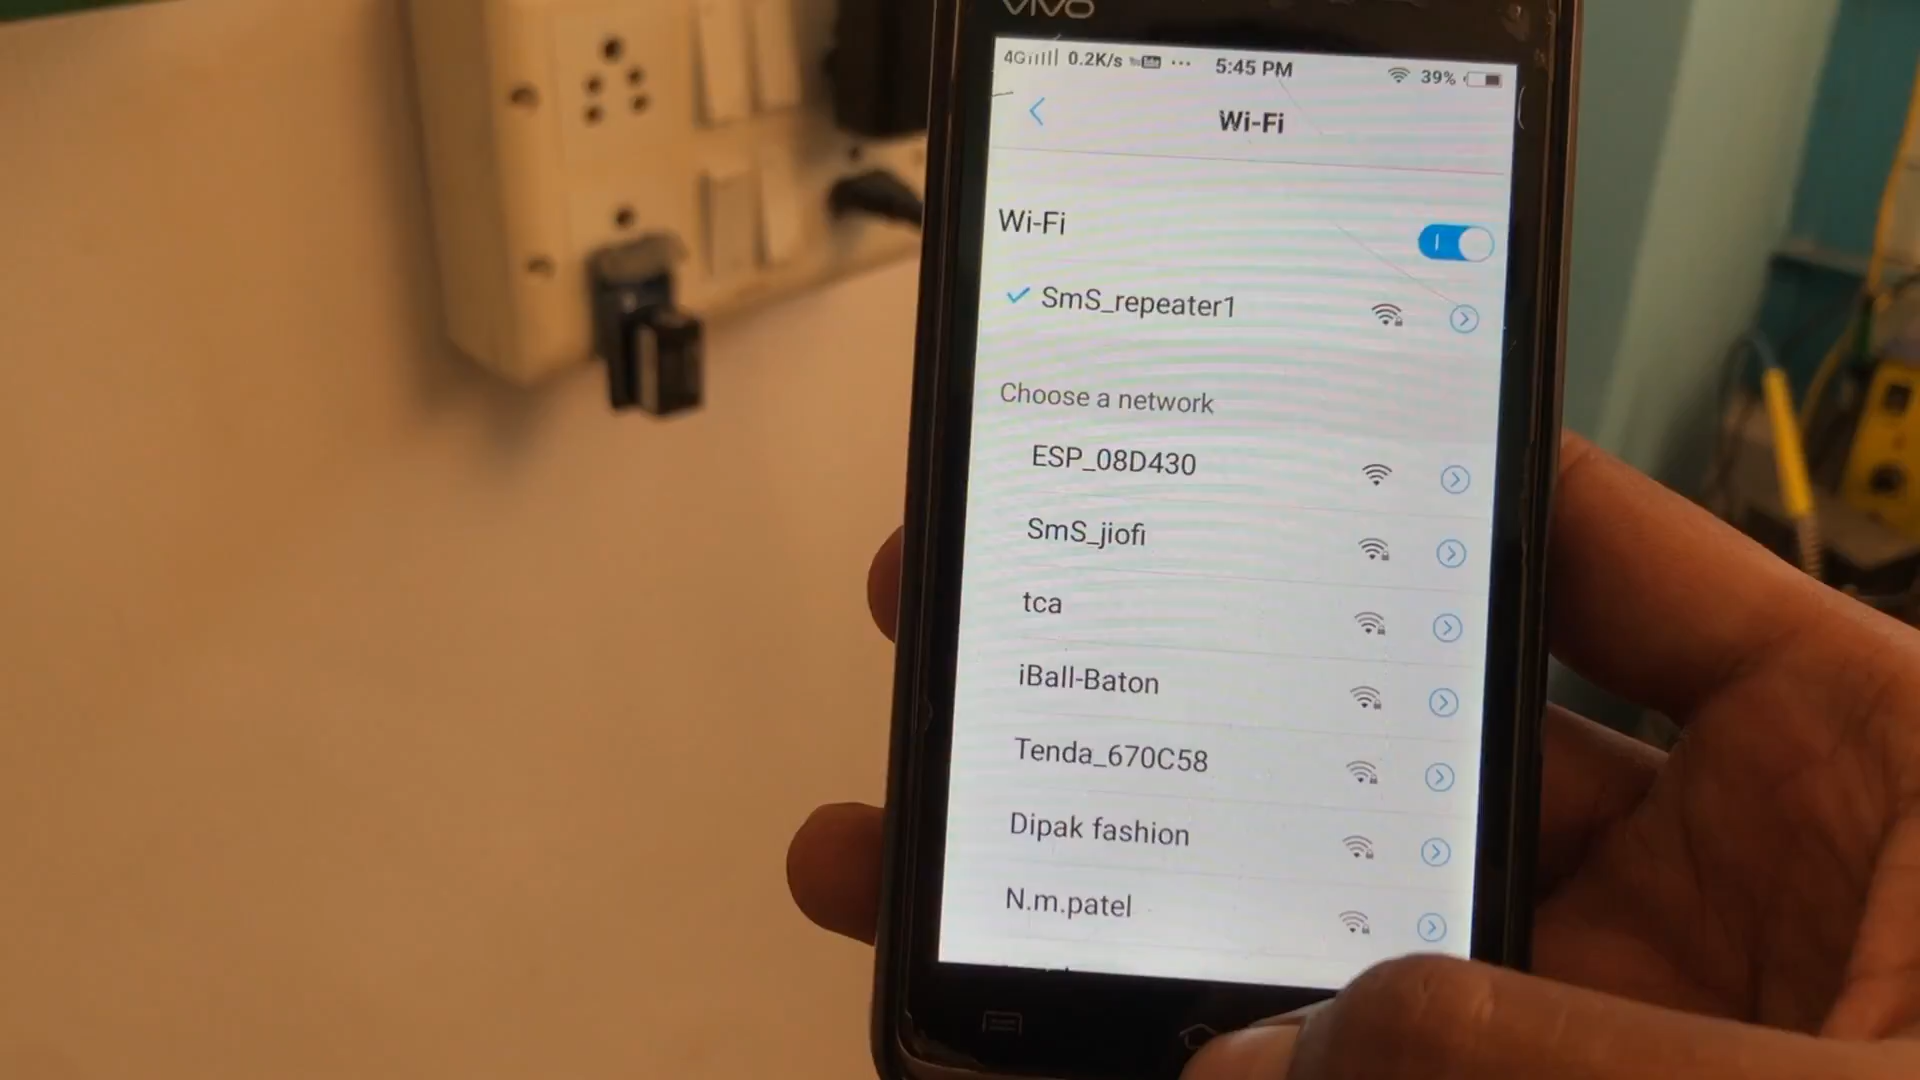 vivo
4G 0.2K/s ... 5:45 PM 39%
Wi-Fi
Wi-Fi
SmS_repeater1
Choose a network
ESP_08D430
SmS_jiofi
tca
iBall-Baton
Tenda_670C58
Dipak fashion
N.m.patel